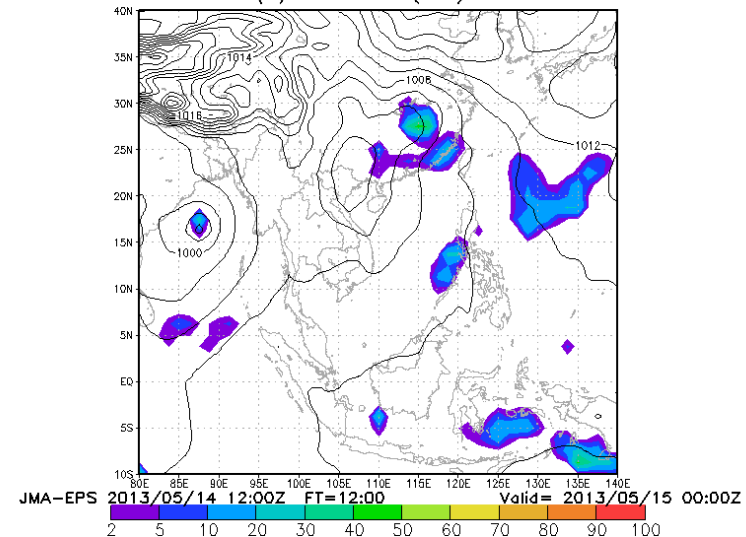 40N
1014
35N
1008
30N
1016
25N
1012
20N
15N
1000
10N
5N
EQ
5S
10S
80E 85E 90E 95E 100E 105E 110E 115E 120E 125E 130E 135E 140E
JMA-EPS 2013/05/14 12:00Z FT=12:00 Valid= 2013/05/15 00:00Z
2 5 10 20 30 40 50 60 70 80 90 100